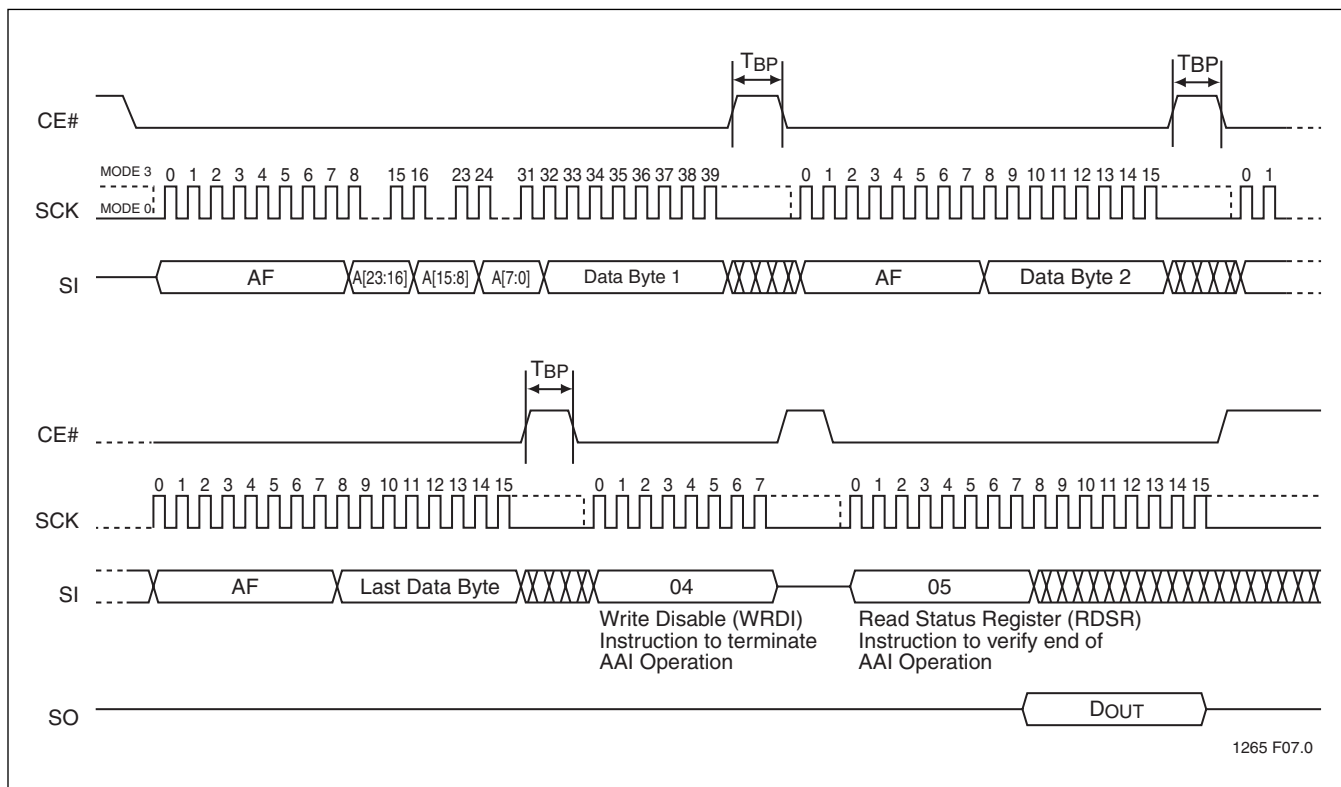 TBP TBP
CE#
MODE 3 0 1 2 3 4 5 6 7 8 15 16 23 24 31 32 33 34 35 36 37 38 39 0 1 2 3 4 5 6 7 8 9 10 11 12 13 14 15 0 1
SCK MODE 0
SI AF A[23:16] A[15:8] A[7:0] Data Byte 1 AF Data Byte 2
TBP
CE#
0 1 2 3 4 5 6 7 8 9 10 11 12 13 14 15 0 1 2 3 4 5 6 7 0 1 2 3 4 5 6 7 8 9 10 11 12 13 14 15
SCK
SI AF Last Data Byte 04 05
Write Disable (WRDI) Read Status Register (RDSR)
Instruction to terminate Instruction to verify end of
AAI Operation AAI Operation
SO DOUT
1265 F07.0